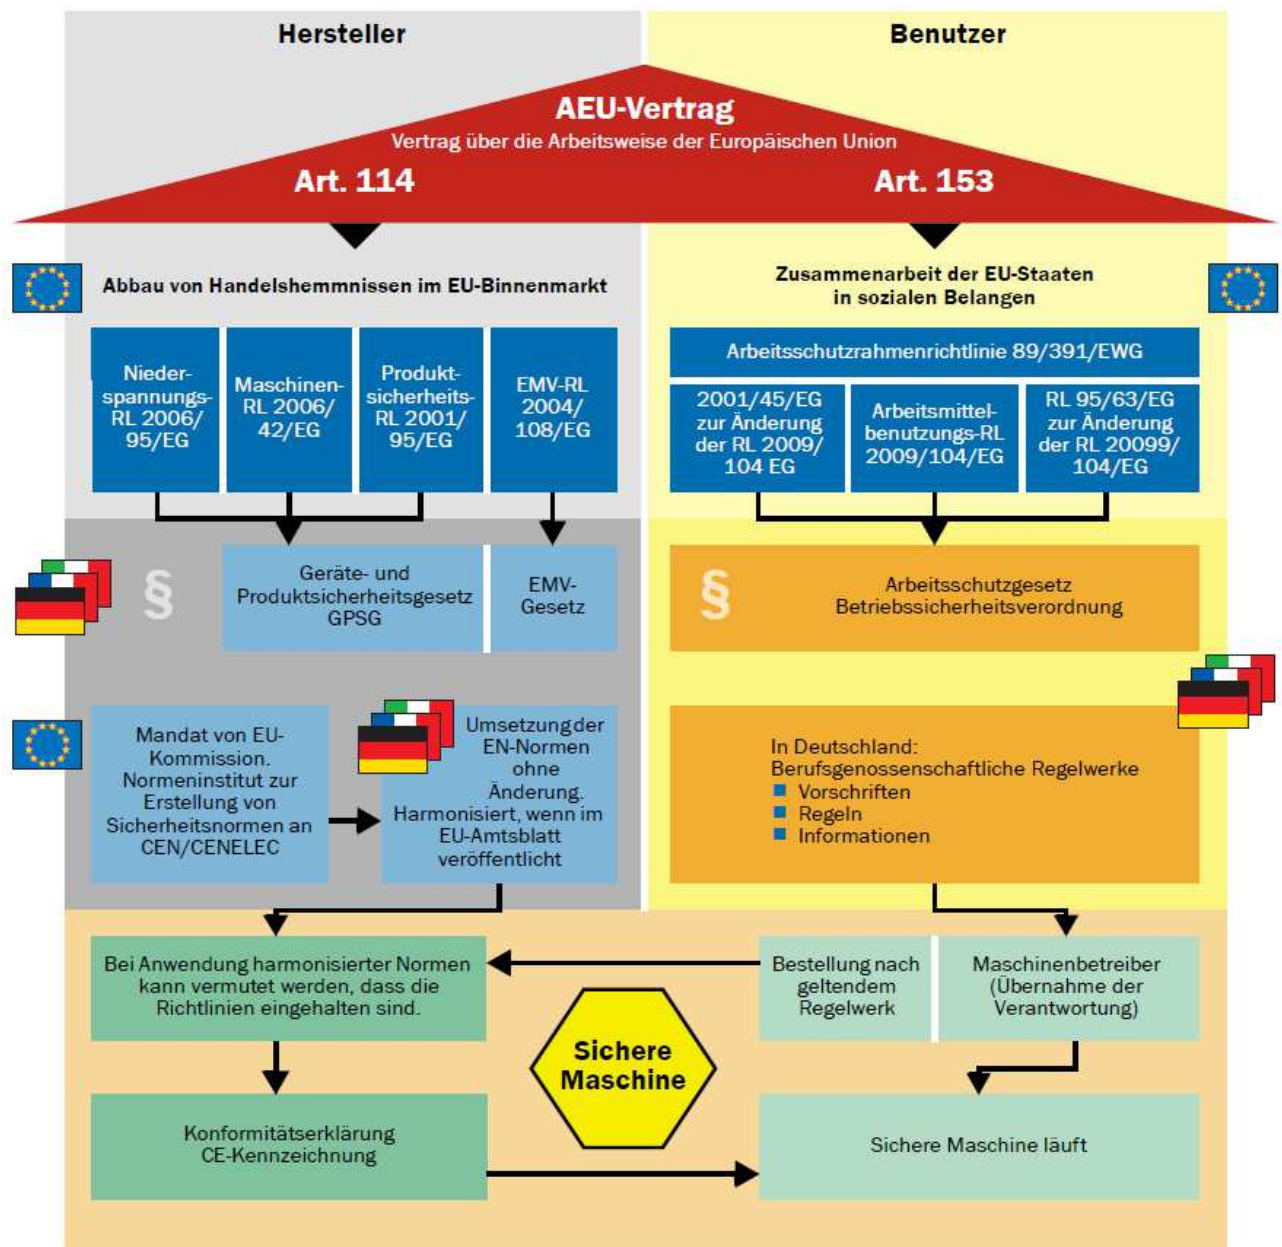 Hersteller
Benutzer
AEU-Vertrag
Vertrag über die Arbeitsweise der Europäischen Union
Art. 114
Art. 153
Abbau von Handelshemmnissen im EU-Binnenmarkt
Zusammenarbeit der EU-Staaten
in sozialen Belangen
Nieder-
spannungs-
RL 2006/
95/EG
Maschinen-
RL 2006/
42/EG
Produkt-
sicherheits-
RL 2001/
95/EG
EMV-RL
2004/
108/EG
Arbeitsschutzrahmenrichtlinie 89/391/EWG
2001/45/EG
zur Änderung
der RL 2009/
104 EG
Arbeitsmittel-
benutzungs-RL
2009/104/EG
RL 95/63/EG
zur Änderung
der RL 20099/
104/EG
§
Geräte- und
Produktsicherheitsgesetz
GPSG
EMV-
Gesetz
§
Arbeitsschutzgesetz
Betriebssicherheitsverordnung
Mandat von EU-
Kommission.
Normeninstitut zur
Erstellung von
Sicherheitsnormen an
CEN/CENELEC
Umsetzung der
EN-Normen
ohne
Änderung.
Harmonisiert, wenn im
EU-Amtsblatt
veröffentlicht
In Deutschland:
Berufsgenossenschaftliche Regelwerke
■ Vorschriften
■ Regeln
■ Informationen
Bei Anwendung harmonisierter Normen
kann vermutet werden, dass die
Richtlinien eingehalten sind.
Bestellung nach
geltendem
Regelwerk
Maschinenbetreiber
(Übernahme der
Verantwortung)
Sichere
Maschine
Konformitätserklärung
CE-Kennzeichnung
Sichere Maschine läuft